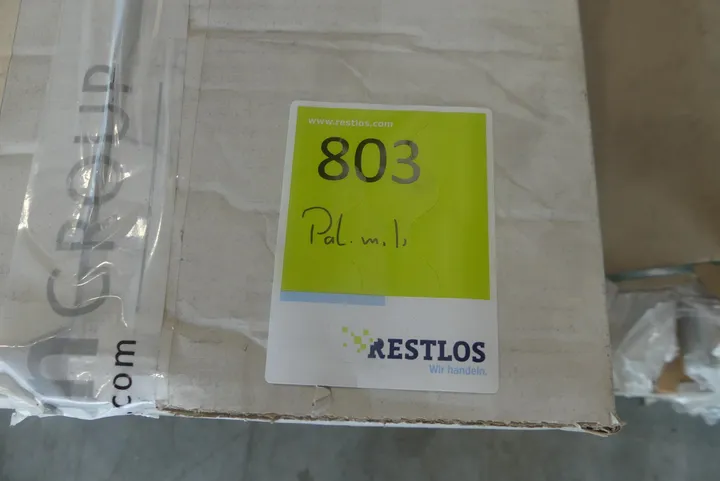 www.restlos.com
803
Pal. m. I.
RESTLOS
Wir handeln.
GROUP
.com